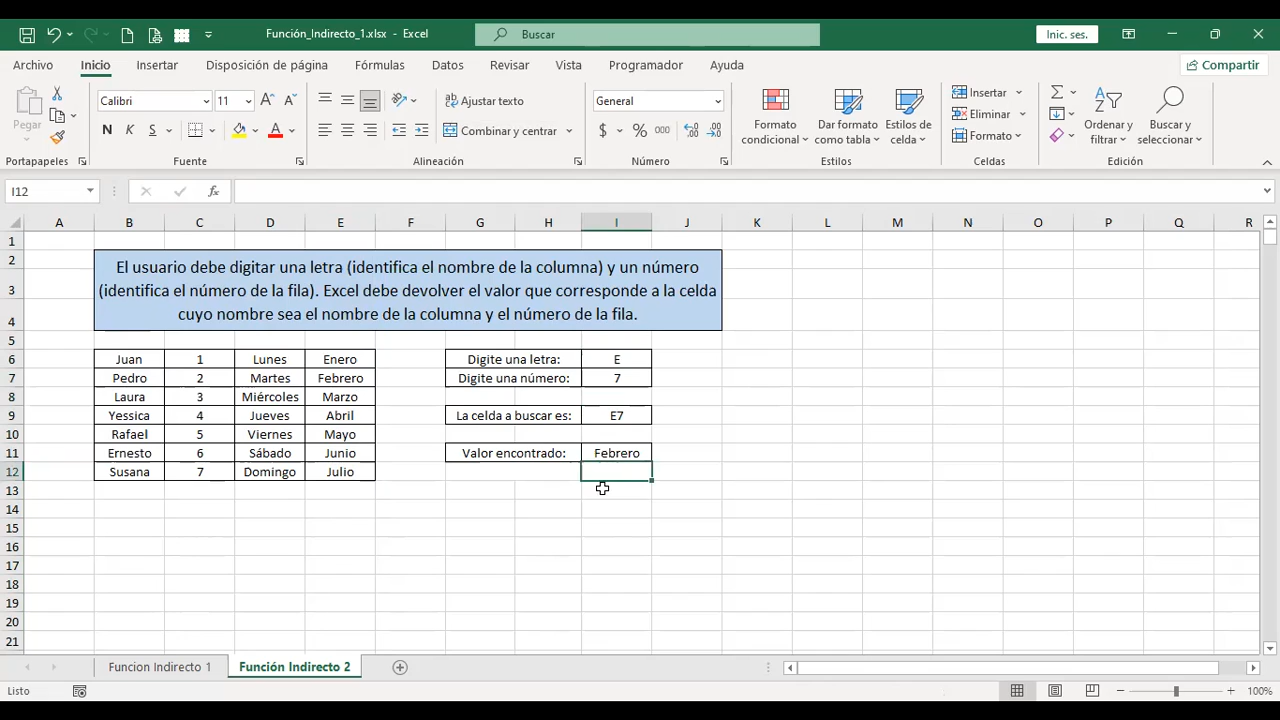 Función_Indirecto_1.xlsx - Excel
Buscar
Inic. ses.
Archivo Inicio Insertar Disposición de página Fórmulas Datos Revisar Vista Programador Ayuda Compartir
Pegar
Calibri 11
N K S
Ajustar texto
Combinar y centrar
General
$ % 000
Formato condicional
Dar formato como tabla
Estilos de celda
Insertar
Eliminar
Formato
Ordenar y filtrar
Buscar y seleccionar
Portapapeles Fuente Alineación Número Estilos Celdas Edición
I12 fx
A B C D E F G H I J K L M N O P Q R
1
2
3
4
El usuario debe digitar una letra (identifica el nombre de la columna) y un número
(identifica el número de la fila). Excel debe devolver el valor que corresponde a la celda
cuyo nombre sea el nombre de la columna y el número de la fila.
5
6 Juan 1 Lunes Enero Digite una letra: E
7 Pedro 2 Martes Febrero Digite una número: 7
8 Laura 3 Miércoles Marzo
9 Yessica 4 Jueves Abril La celda a buscar es: E7
10 Rafael 5 Viernes Mayo
11 Ernesto 6 Sábado Junio Valor encontrado: Febrero
12 Susana 7 Domingo Julio
13
14
15
16
17
18
19
20
21
Funcion Indirecto 1 Función Indirecto 2
Listo 100%